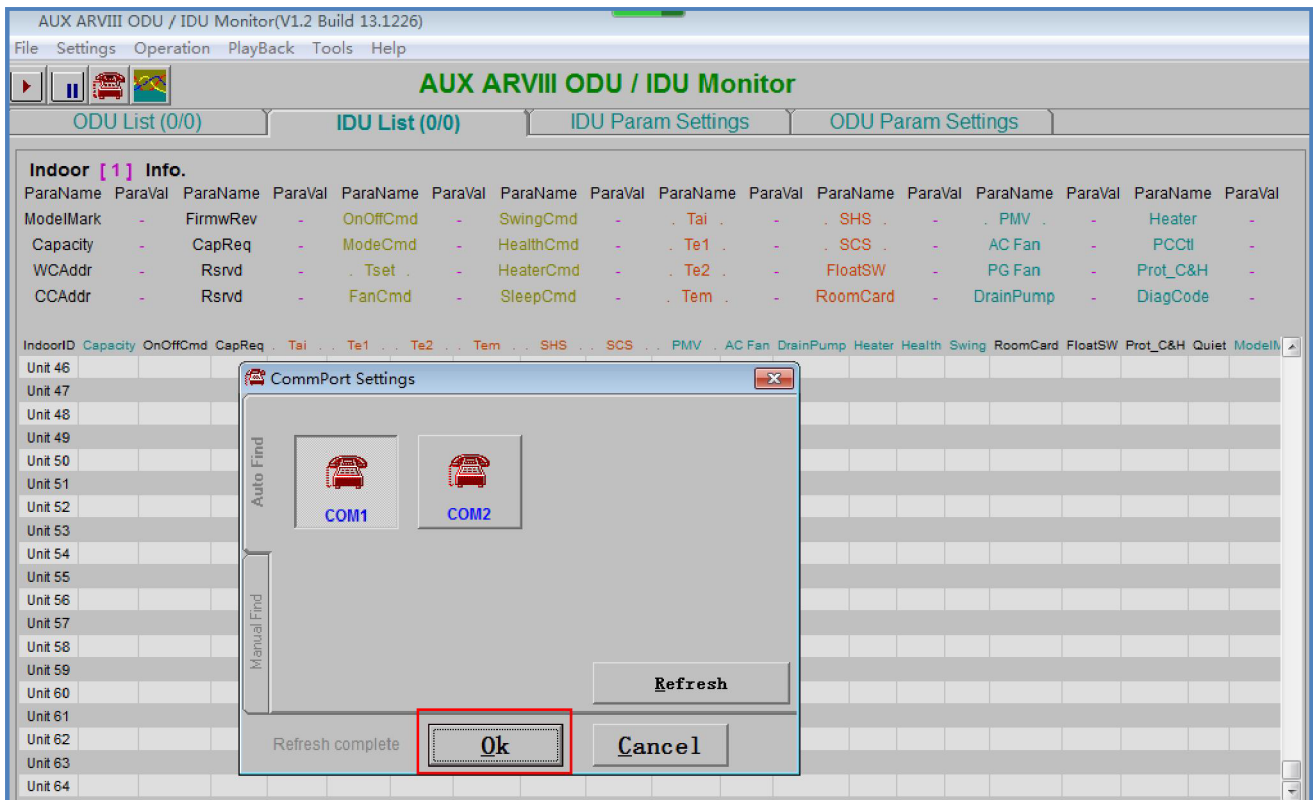 AUX ARVIII ODU / IDU Monitor(V1.2 Build 13.1226)
File Settings Operation PlayBack Tools Help
AUX ARVIII ODU / IDU Monitor
ODU List (0/0) IDU List (0/0) IDU Param Settings ODU Param Settings
Indoor [ 1 ] Info.
ParaName ParaVal ParaName ParaVal ParaName ParaVal ParaName ParaVal ParaName ParaVal ParaName ParaVal ParaName ParaVal ParaName ParaVal
ModelMark - FirmwRev - OnOffCmd - SwingCmd - . Tai . - . SHS . - . PMV . - Heater -
Capacity - CapReq - ModeCmd - HealthCmd - . Te1 . - . SCS . - AC Fan - PCCtl -
WCAddr - Rsrvd - . Tset . - HeaterCmd - . Te2 . - FloatSW - PG Fan - Prot_C&H -
CCAddr - Rsrvd - FanCmd - SleepCmd - . Tem . - RoomCard - DrainPump - DiagCode -
IndoorID Capacity OnOffCmd CapReq . Tai . . Te1 . . Te2 . . Tem . . SHS . . SCS . . PMV . AC Fan DrainPump Heater Health Swing RoomCard FloatSW Prot_C&H Quiet ModelM
Unit 46
CommPort Settings
Unit 47
Unit 48
Unit 49
Auto Find
Unit 50
Unit 51
Unit 52
COM1 COM2
Unit 53
Unit 54
Unit 55
Unit 56
Manual Find
Unit 57
Unit 58
Unit 59
Refresh
Unit 60
Unit 61
Unit 62
Refresh complete Ok Cancel
Unit 63
Unit 64